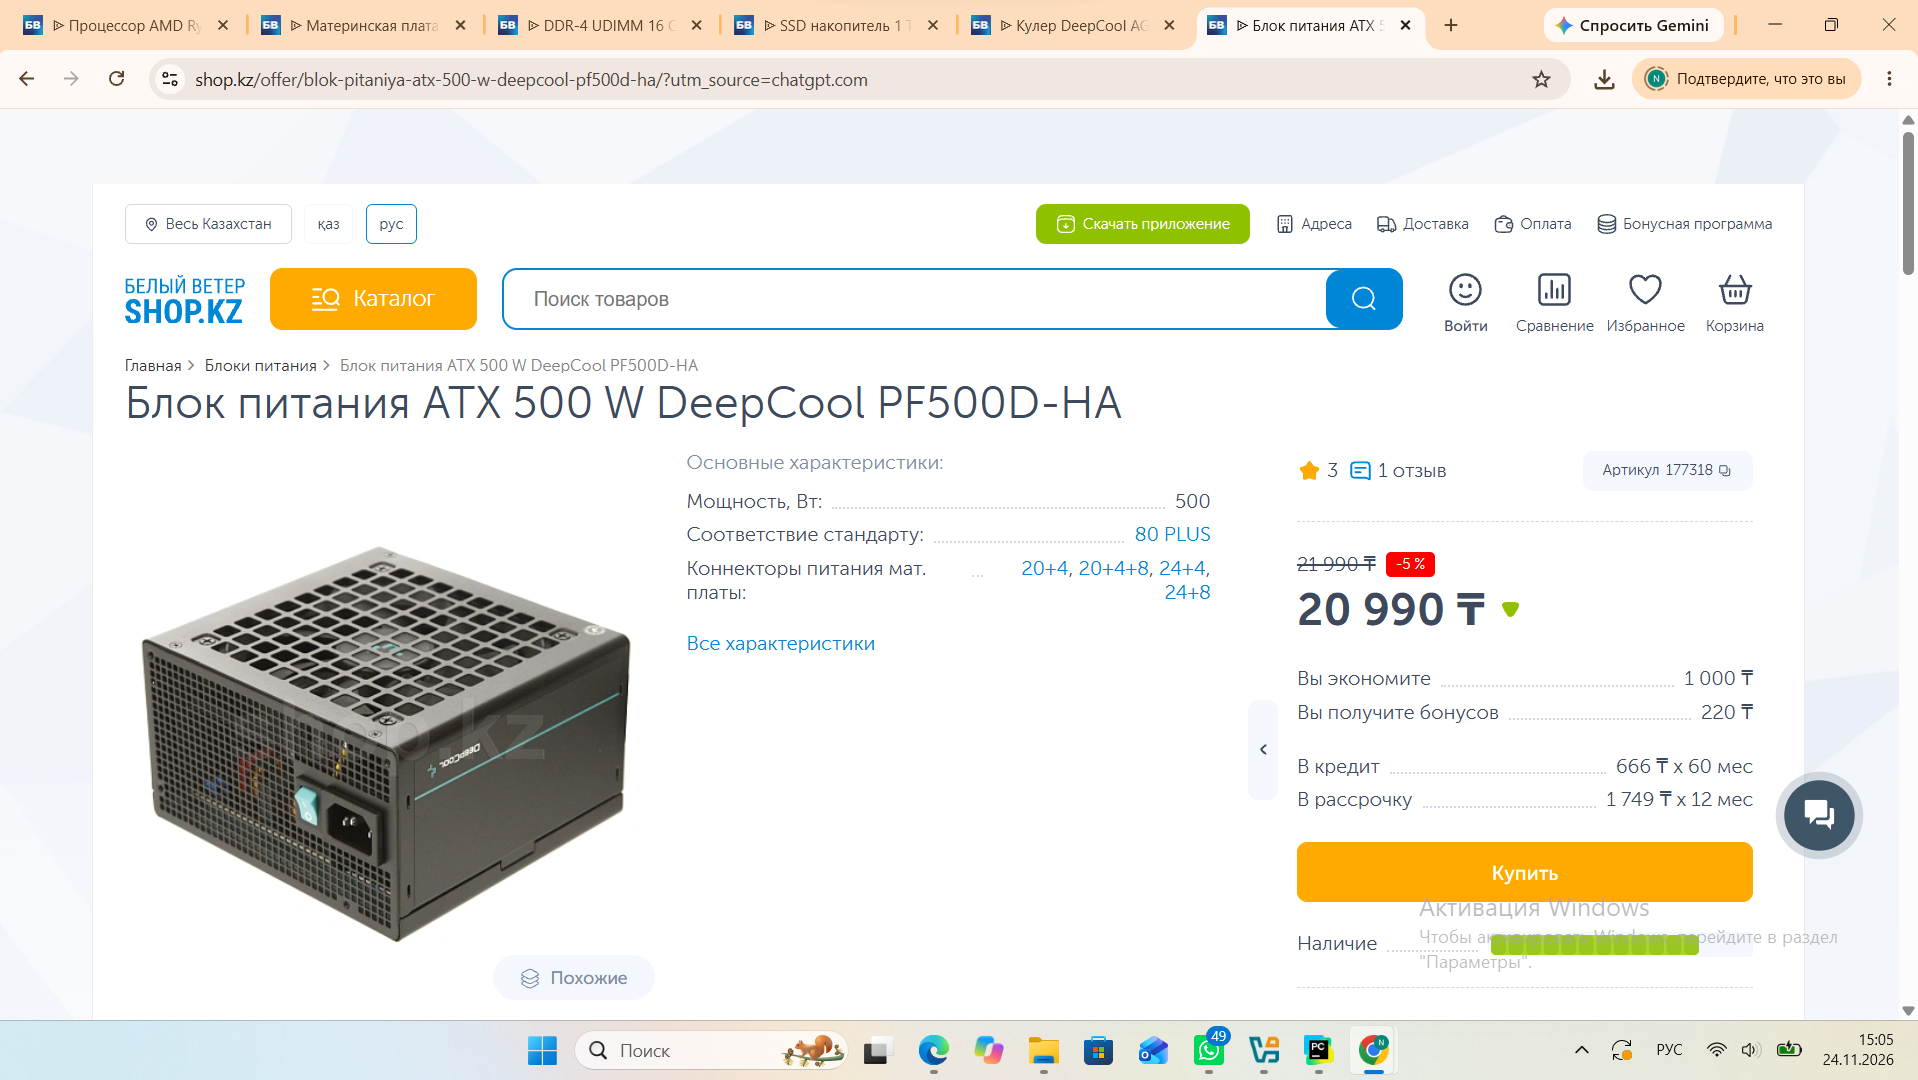 ᐉ Процессор AMD Ry
ᐉ Материнская плата
ᐉ DDR-4 UDIMM 16 G
ᐉ SSD накопитель 1 T
ᐉ Кулер DeepCool AG
ᐉ Блок питания ATX 5
Спросить Gemini
shop.kz/offer/blok-pitaniya-atx-500-w-deepcool-pf500d-ha/?utm_source=chatgpt.com
N
Подтвердите, что это вы
Весь Казахстан
қаз
рус
Скачать приложение
Адреса
Доставка
Оплата
Бонусная программа
БЕЛЫЙ ВЕТЕР
SHOP.KZ
Каталог
Поиск товаров
Войти
Сравнение
Избранное
Корзина
Главная > Блоки питания > Блок питания ATX 500 W DeepCool PF500D-HA
Блок питания ATX 500 W DeepCool PF500D-HA
Основные характеристики:
Мощность, Вт: 500
Соответствие стандарту: 80 PLUS
Коннекторы питания мат. ... 20+4, 20+4+8, 24+4,
платы: 24+8
Все характеристики
shop.kz
DEEPCOOL
Похожие
3
1 отзыв
Артикул 177318
21 990 ₸ -5 %
20 990 ₸
Вы экономите 1 000 ₸
Вы получите бонусов 220 ₸
В кредит 666 ₸ x 60 мес
В рассрочку 1 749 ₸ x 12 мес
Купить
Активация Windows
Чтобы активировать Windows, перейдите в раздел
"Параметры".
Наличие
Поиск
49
PC
N
РУС
15:05
24.11.2026